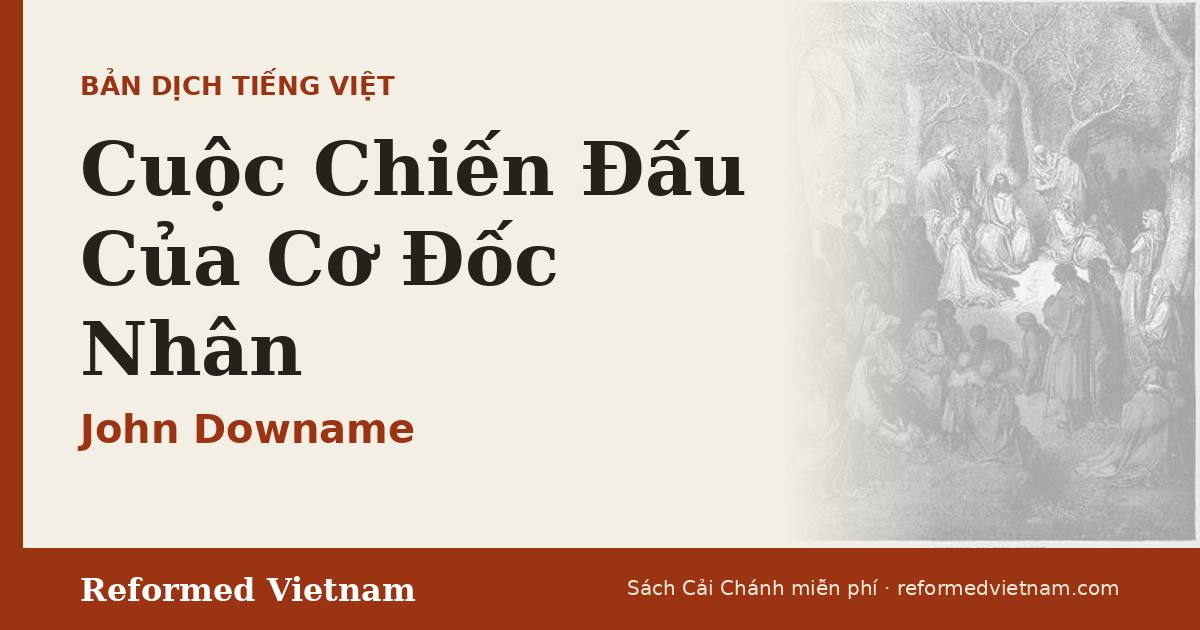 BẢN DỊCH TIẾNG VIỆT
Cuộc Chiến Đấu
Của Cơ Đốc
Nhân
John Downame
Reformed Vietnam
Sách Cải Chánh miễn phí · reformedvietnam.com